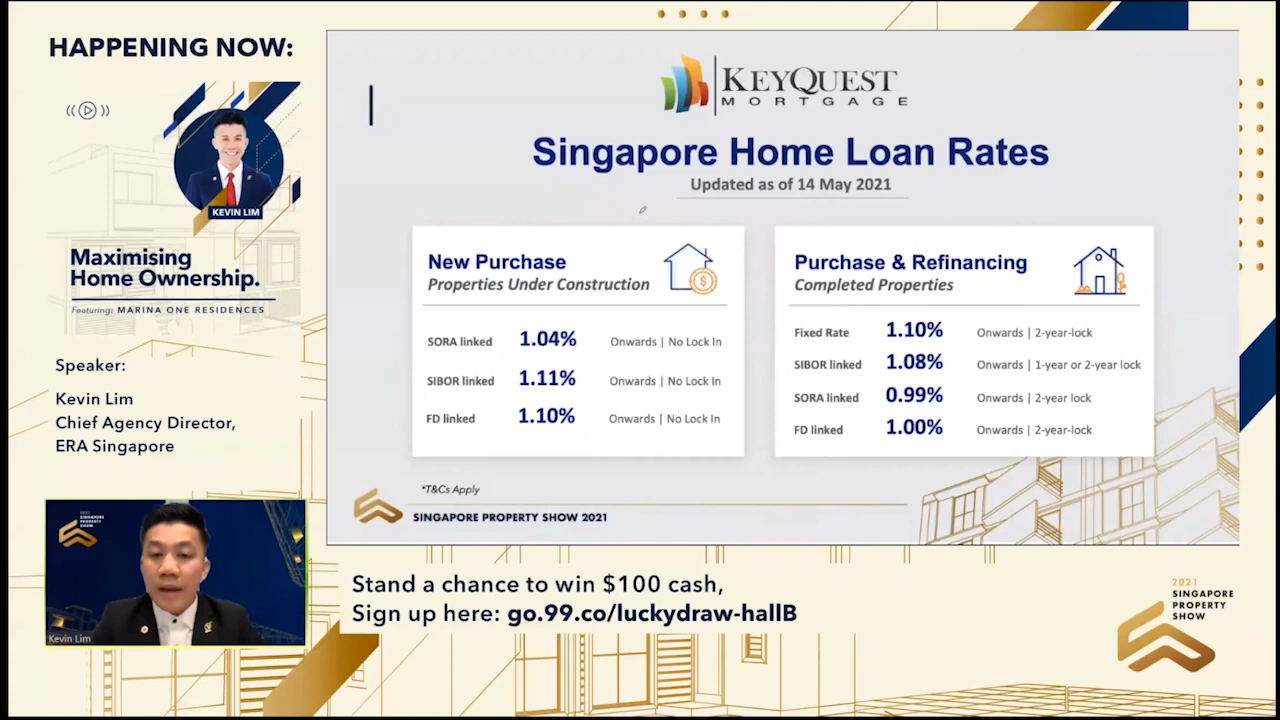 HAPPENING NOW:
KEVIN LIM
Maximising
Home Ownership.
Featuring: MARINA ONE RESIDENCES
Speaker:
Kevin Lim
Chief Agency Director,
ERA Singapore
2021
SINGAPORE
PROPERTY
SHOW
Kevin Lim
KEYQUEST
MORTGAGE
Singapore Home Loan Rates
Updated as of 14 May 2021
New Purchase
Properties Under Construction
SORA linked 1.04% Onwards | No Lock In
SIBOR linked 1.11% Onwards | No Lock In
FD linked 1.10% Onwards | No Lock In
Purchase & Refinancing
Completed Properties
Fixed Rate 1.10% Onwards | 2-year-lock
SIBOR linked 1.08% Onwards | 1-year or 2-year lock
SORA linked 0.99% Onwards | 2-year lock
FD linked 1.00% Onwards | 2-year-lock
*T&Cs Apply
SINGAPORE PROPERTY SHOW 2021
Stand a chance to win $100 cash,
Sign up here: go.99.co/luckydraw-hallB
2021
SINGAPORE
PROPERTY
SHOW